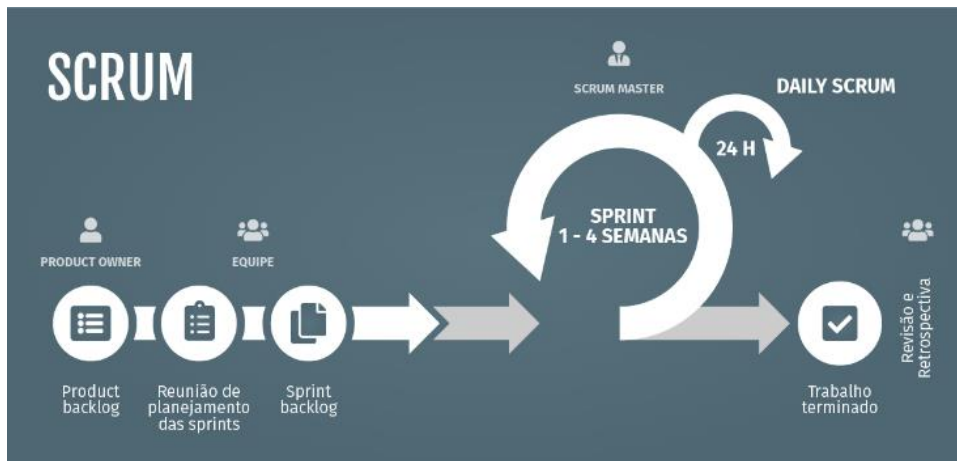 SCRUM
SCRUM MASTER
DAILY SCRUM
24 H
SPRINT
1 - 4 SEMANAS
PRODUCT OWNER
EQUIPE
Product
backlog
Reunião de
planejamento
das sprints
Sprint
backlog
Trabalho
terminado
Revisão e
Retrospectiva